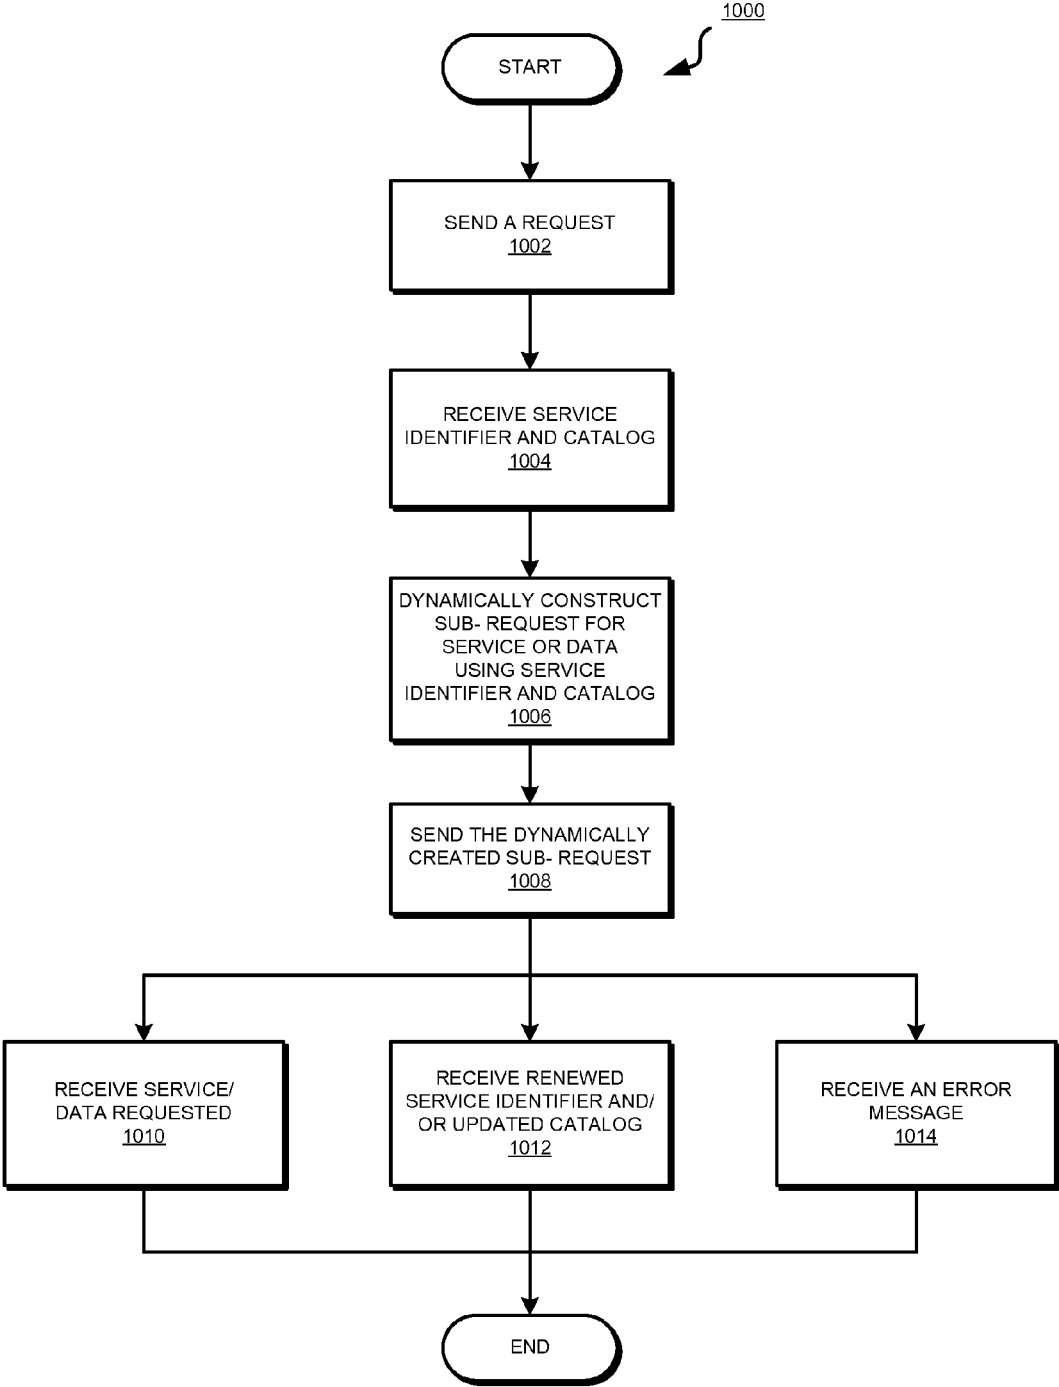 1000
START
SEND A REQUEST
1002
RECEIVE SERVICE
IDENTIFIER AND CATALOG
1004
DYNAMICALLY CONSTRUCT
SUB- REQUEST FOR
SERVICE OR DATA
USING SERVICE
IDENTIFIER AND CATALOG
1006
SEND THE DYNAMICALLY
CREATED SUB- REQUEST
1008
RECEIVE SERVICE/
DATA REQUESTED
1010
RECEIVE RENEWED
SERVICE IDENTIFIER AND/
OR UPDATED CATALOG
1012
RECEIVE AN ERROR
MESSAGE
1014
END